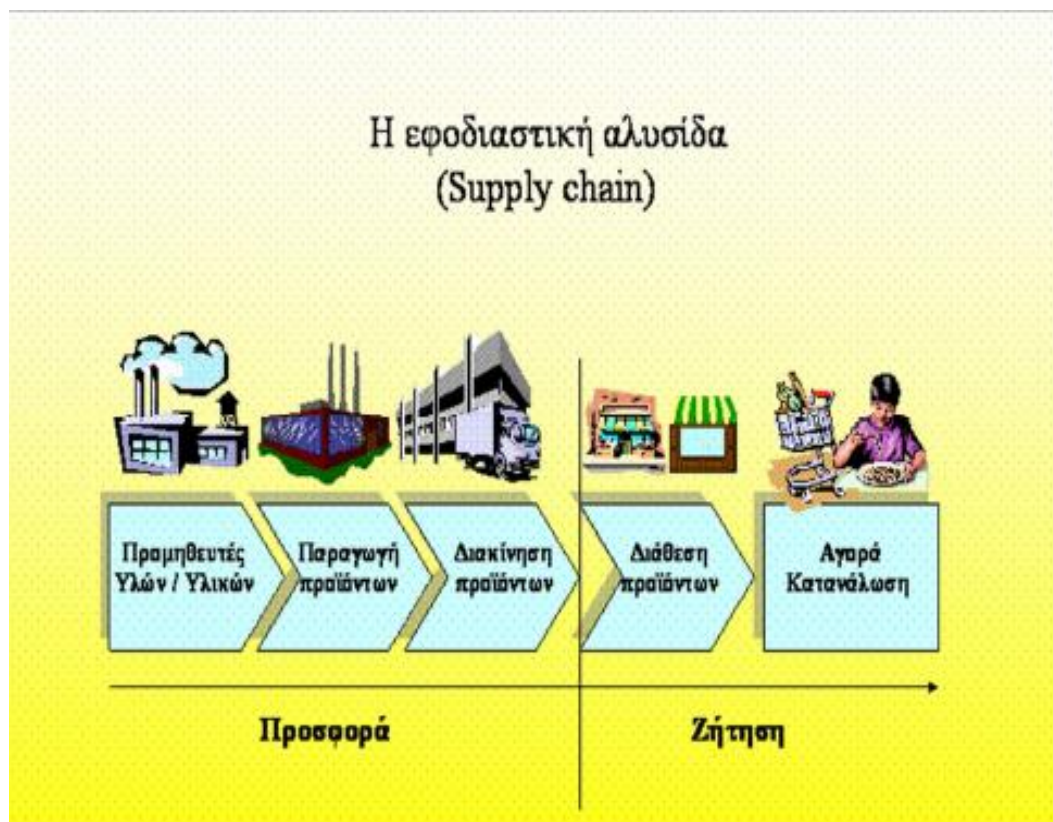 Η εφοδιαστική αλυσίδα
(Supply chain)
Προμηθευτές
Υλών / Υλικών
Παραγωγή
προϊόντων
Διακίνηση
προϊόντων
Διάθεση
προϊόντων
Αγορά
Κατανάλωση
Προσφορά
Ζήτηση